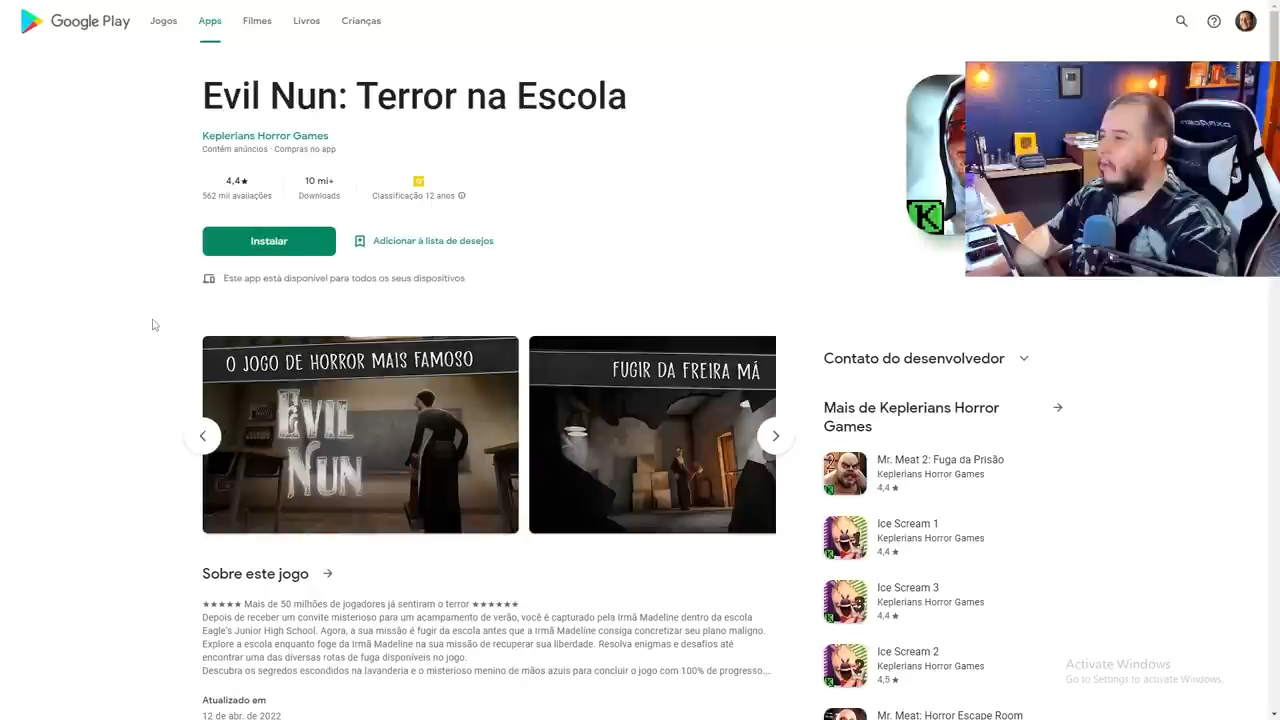 Google Play
Jogos
Apps
Filmes
Livros
Crianças
Evil Nun: Terror na Escola
Keplerians Horror Games
Contém anúncios · Compras no app
4,4★
562 mil avaliações
10 mi+
Downloads
Classificação 12 anos
Instalar
Adicionar à lista de desejos
Este app está disponível para todos os seus dispositivos
O JOGO DE HORROR MAIS FAMOSO
EVIL
NUN
FUGIR DA FREIRA MÁ
Sobre este jogo
★★★★★ Mais de 50 milhões de jogadores já sentiram o terror ★★★★★★
Depois de receber um convite misterioso para um acampamento de verão, você é capturado pela Irmã Madeline dentro da escola
Eagle's Junior High School. Agora, a sua missão é fugir da escola antes que a Irmã Madeline consiga concretizar seu plano maligno.
Explore a escola enquanto foge da Irmã Madeline na sua missão de recuperar sua liberdade. Resolva enigmas e desafios até
encontrar uma das diversas rotas de fuga disponíveis no jogo.
Descubra os segredos escondidos na lavanderia e o misterioso menino de mãos azuis para concluir o jogo com 100% de progresso...
Atualizado em
12 de abr. de 2022
K
Contato do desenvolvedor
Mais de Keplerians Horror
Games
Mr. Meat 2: Fuga da Prisão
Keplerians Horror Games
4,4★
Ice Scream 1
Keplerians Horror Games
4,4★
Ice Scream 3
Keplerians Horror Games
4,4★
Ice Scream 2
Keplerians Horror Games
4,5★
Mr. Meat: Horror Escape Room
Activate Windows
Go to Settings to activate Windows.